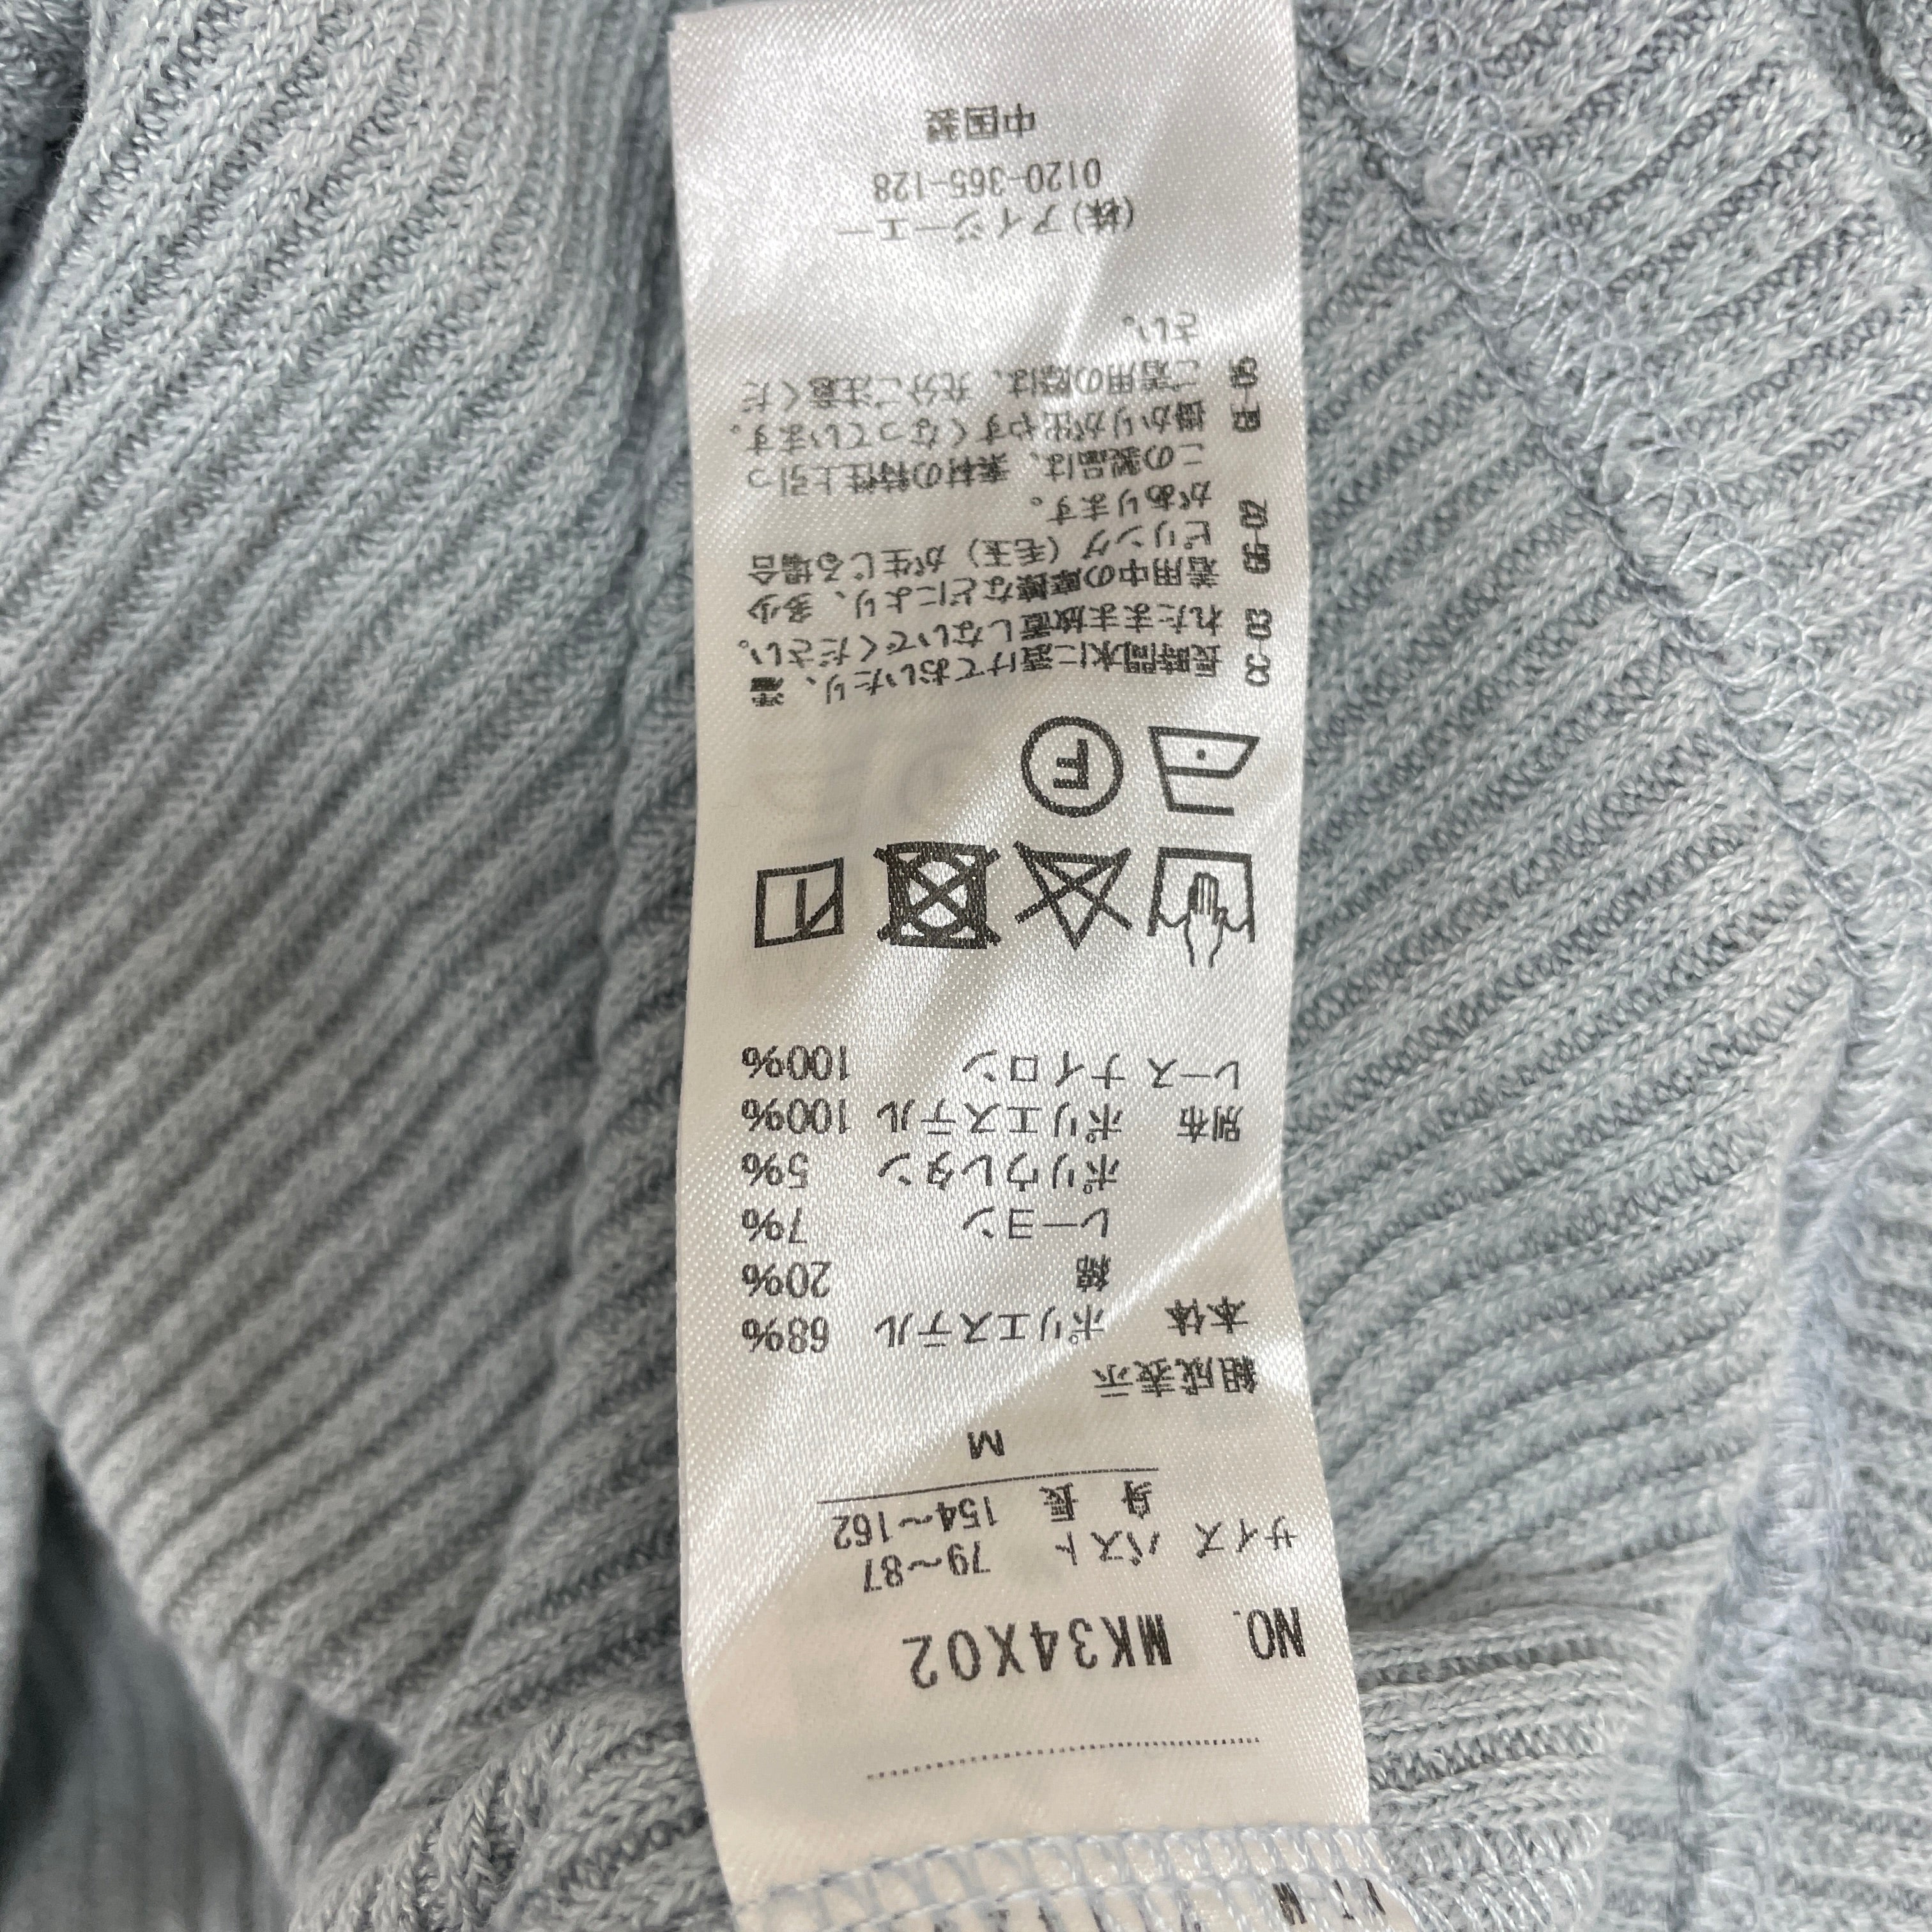 NO. MK34X02
サイズ バスト 79～87
身 長 154～162
M
組成表示
本体 ポリエステル 68%
綿 20%
レーヨン 7%
ポリウレタン 5%
別布 ポリエステル 100%
レース ナイロン 100%
F
長時間水に漬けておいたり、濡
れたまま放置しないでください。
着用中の摩擦などにより、多少
ピリング（毛玉）が生じる場合
があります。
この製品は、素材の特性上引っ
掛かりが出やすくなっています。
ご着用の際は、充分ご注意くだ
さい。
(株)アイジーエー
0120-365-128
中国製